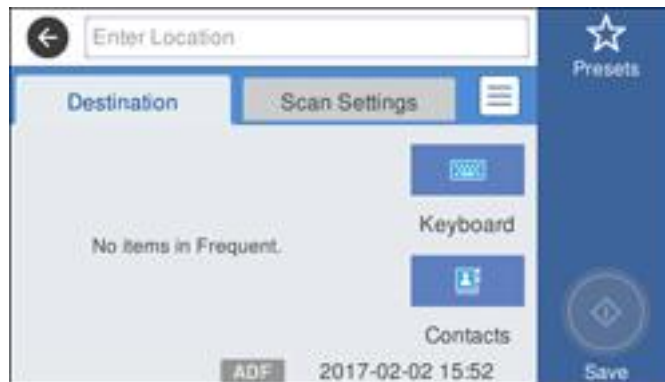 Enter Location
Presets
Destination
Scan Settings
Keyboard
No items in Frequent.
Contacts
ADF
2017-02-02 15:52
Save